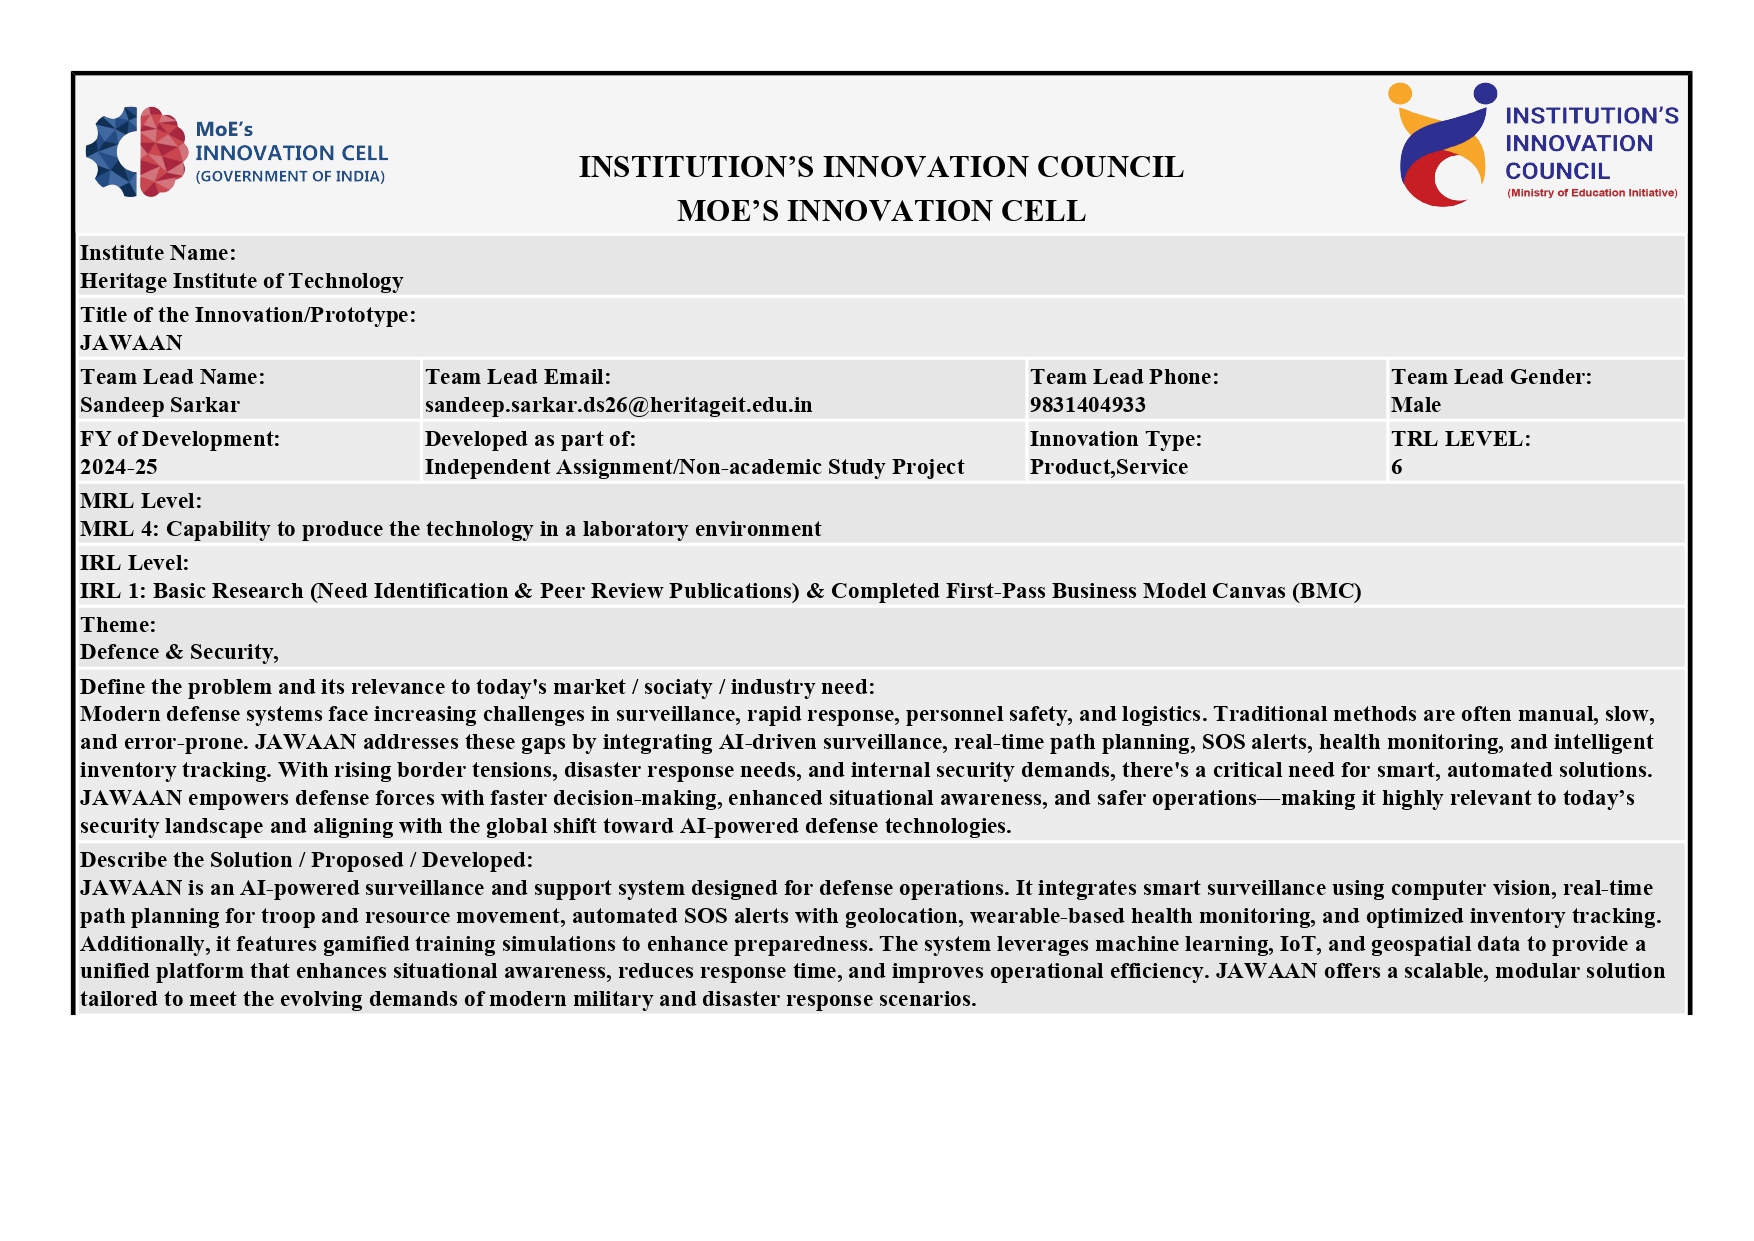 MoE's
INNOVATION CELL
(GOVERNMENT OF INDIA)
INSTITUTION’S INNOVATION COUNCIL
MOE’S INNOVATION CELL
INSTITUTION'S
INNOVATION
COUNCIL
(Ministry of Education Initiative)
Institute Name:
Heritage Institute of Technology
Title of the Innovation/Prototype:
JAWAAN
Team Lead Name:
Sandeep Sarkar
Team Lead Email:
sandeep.sarkar.ds26@heritageit.edu.in
Team Lead Phone:
9831404933
Team Lead Gender:
Male
FY of Development:
2024-25
Developed as part of:
Independent Assignment/Non-academic Study Project
Innovation Type:
Product,Service
TRL LEVEL:
6
MRL Level:
MRL 4: Capability to produce the technology in a laboratory environment
IRL Level:
IRL 1: Basic Research (Need Identification & Peer Review Publications) & Completed First-Pass Business Model Canvas (BMC)
Theme:
Defence & Security,
Define the problem and its relevance to today's market / sociaty / industry need:
Modern defense systems face increasing challenges in surveillance, rapid response, personnel safety, and logistics. Traditional methods are often manual, slow,
and error-prone. JAWAAN addresses these gaps by integrating AI-driven surveillance, real-time path planning, SOS alerts, health monitoring, and intelligent
inventory tracking. With rising border tensions, disaster response needs, and internal security demands, there's a critical need for smart, automated solutions.
JAWAAN empowers defense forces with faster decision-making, enhanced situational awareness, and safer operations—making it highly relevant to today’s
security landscape and aligning with the global shift toward AI-powered defense technologies.
Describe the Solution / Proposed / Developed:
JAWAAN is an AI-powered surveillance and support system designed for defense operations. It integrates smart surveillance using computer vision, real-time
path planning for troop and resource movement, automated SOS alerts with geolocation, wearable-based health monitoring, and optimized inventory tracking.
Additionally, it features gamified training simulations to enhance preparedness. The system leverages machine learning, IoT, and geospatial data to provide a
unified platform that enhances situational awareness, reduces response time, and improves operational efficiency. JAWAAN offers a scalable, modular solution
tailored to meet the evolving demands of modern military and disaster response scenarios.